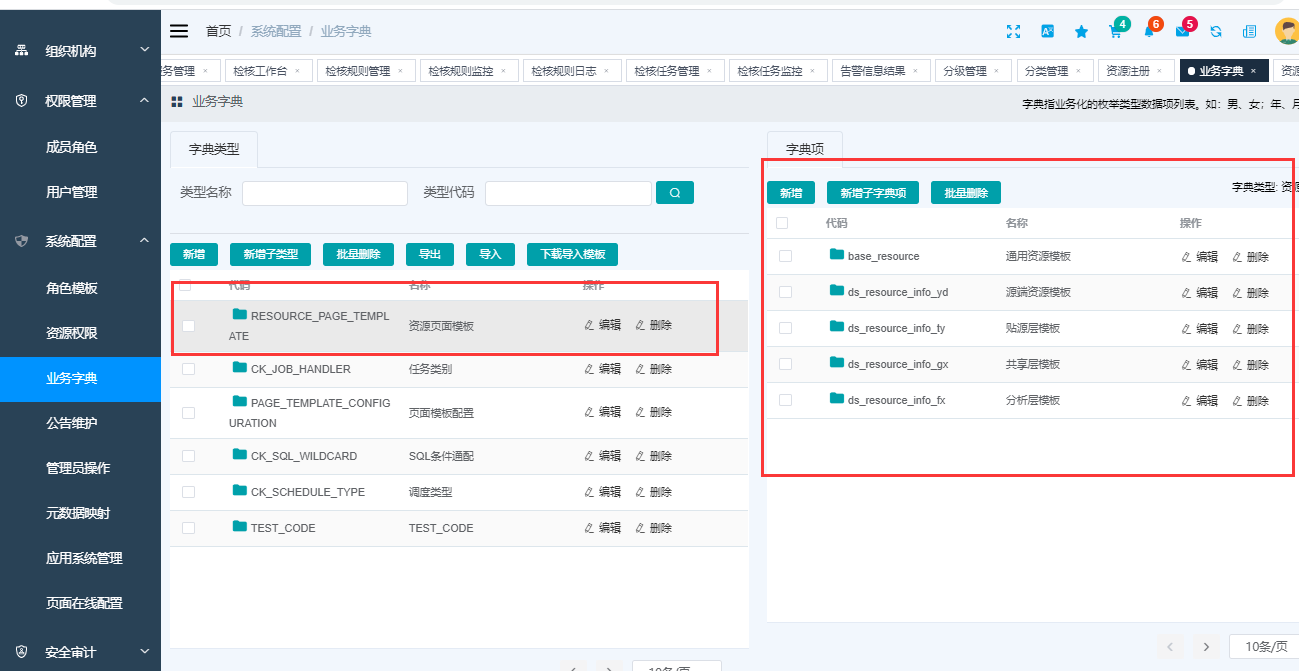 组织机构
权限管理
成员角色
用户管理
系统配置
角色模板
资源权限
业务字典
公告维护
管理员操作
元数据映射
应用系统管理
页面在线配置
安全审计
首页 / 系统配置 / 业务字典
4 6 5
务管理 × 检核工作台 × 检核规则管理 × 检核规则监控 × 检核规则日志 × 检核任务管理 × 检核任务监控 × 告警信息结果 × 分级管理 × 分类管理 × 资源注册 × 业务字典 × 资源
业务字典 字典指业务化的枚举类型数据项列表。如：男、女；年、月
字典类型
类型名称 类型代码
新增 新增子类型 批量删除 导出 导入 下载导入模板
代码 名称 操作
RESOURCE_PAGE_TEMPL
ATE 资源页面模板 编辑 删除
CK_JOB_HANDLER 任务类别 编辑 删除
PAGE_TEMPLATE_CONFIG
URATION 页面模板配置 编辑 删除
CK_SQL_WILDCARD SQL条件通配 编辑 删除
CK_SCHEDULE_TYPE 调度类型 编辑 删除
TEST_CODE TEST_CODE 编辑 删除
10条/页
字典项
字典类型: 资源
新增 新增子字典项 批量删除
代码 名称 操作
base_resource 通用资源模板 编辑 删除
ds_resource_info_yd 源端资源模板 编辑 删除
ds_resource_info_ty 贴源层模板 编辑 删除
ds_resource_info_gx 共享层模板 编辑 删除
ds_resource_info_fx 分析层模板 编辑 删除
10条/页